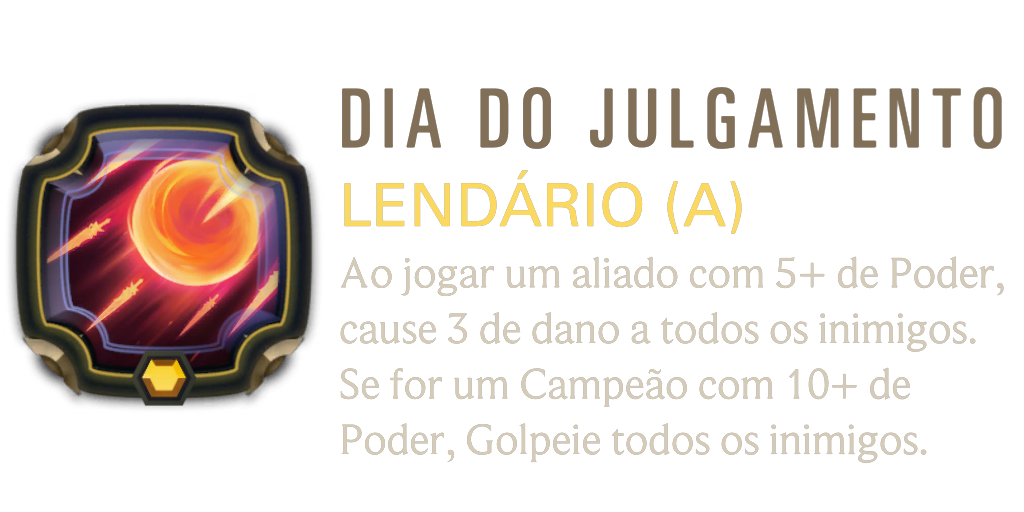 DIA DO JULGAMENTO
LENDÁRIO (A)
Ao jogar um aliado com 5+ de Poder,
cause 3 de dano a todos os inimigos.
Se for um Campeão com 10+ de
Poder, Golpeie todos os inimigos.